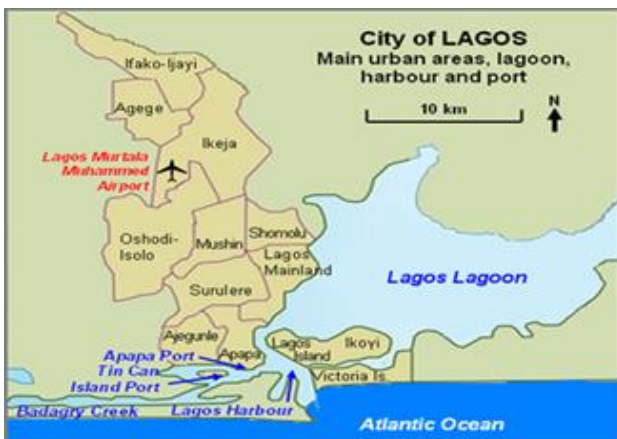 City of LAGOS
Main urban areas, lagoon,
harbour and port
10 km
N
Ifako-Ijayi
Agege
Ikeja
Lagos Murtala
Muhammed
Airport
Oshodi-
Isolo
Mushin
Shomolu
Lagos
Mainland
Surulere
Lagos Lagoon
Ajegunle
Apapa
Lagos
Island
Ikoyi
Victoria Is.
Apapa Port
Tin Can
Island Port
Badagry Creek
Lagos Harbour
Atlantic Ocean